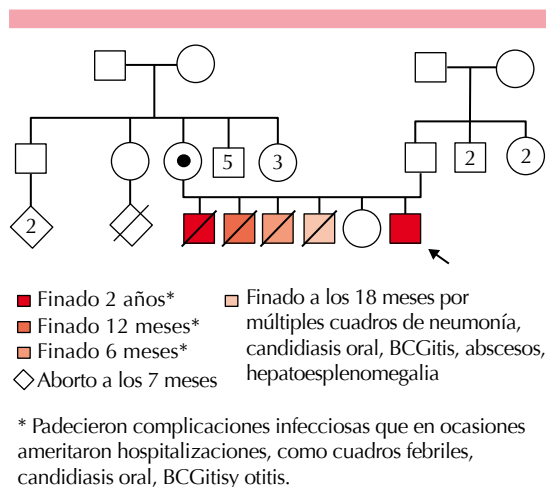 5
3
2
2
2
Finado 2 años*
Finado 12 meses*
Finado 6 meses*
Aborto a los 7 meses
Finado a los 18 meses por
múltiples cuadros de neumonía,
candidiasis oral, BCGitis, abscesos,
hepatoesplenomegalia
* Padecieron complicaciones infecciosas que en ocasiones
ameritaron hospitalizaciones, como cuadros febriles,
candidiasis oral, BCGitisy otitis.